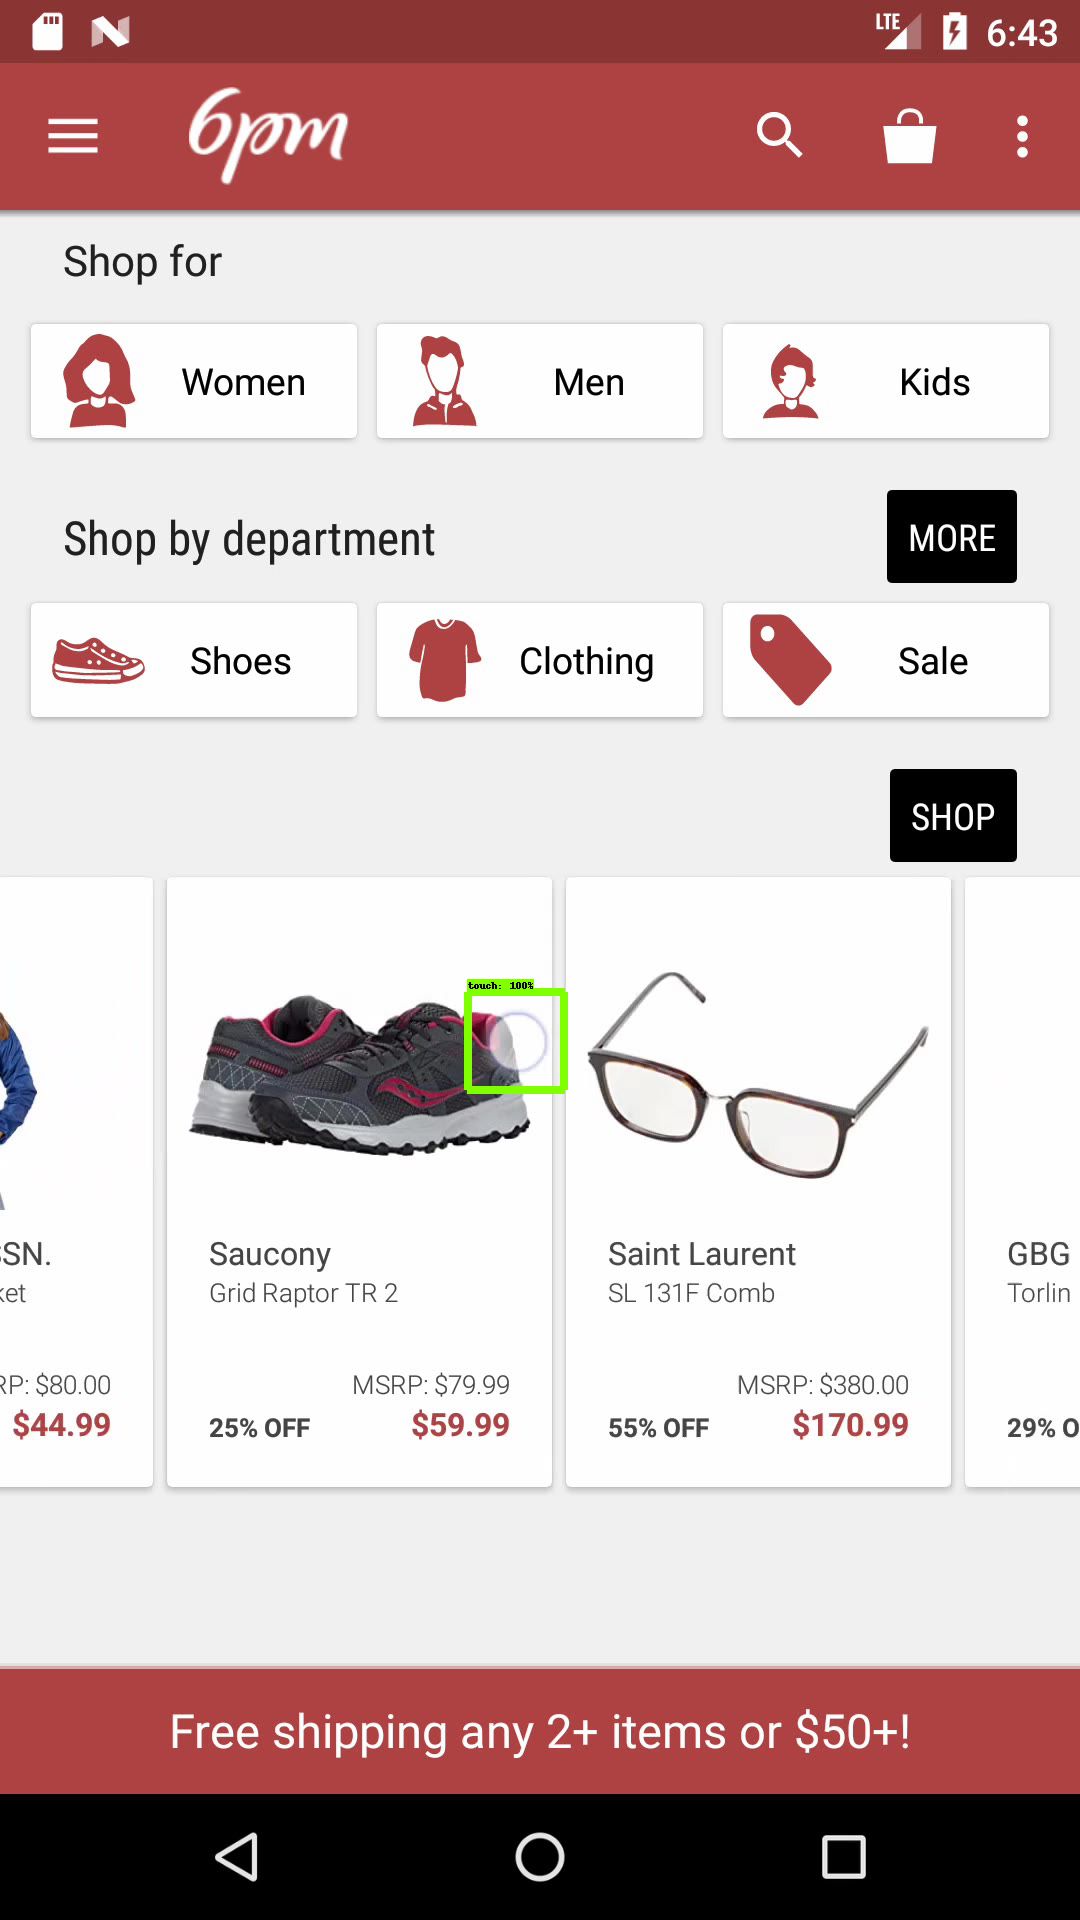 LTE 6:43
6pm
Shop for
Women Men Kids
Shop by department MORE
Shoes Clothing Sale
SHOP
touch: 100%
SSN. Saucony Saint Laurent GBG
ket Grid Raptor TR 2 SL 131F Comb Torlin
RP: $80.00 MSRP: $79.99 MSRP: $380.00
$44.99 25% OFF $59.99 55% OFF $170.99 29% O
Free shipping any 2+ items or $50+!